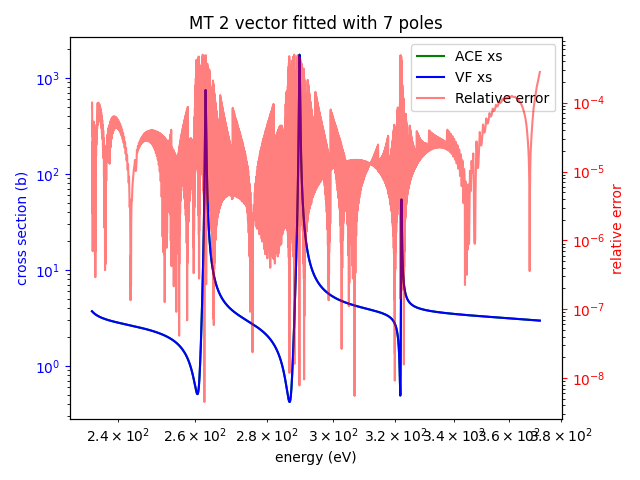 MT 2 vector fitted with 7 poles
ACE xs
VF xs
Relative error
10³
10²
10¹
10⁰
cross section (b)
10⁻⁴
10⁻⁵
10⁻⁶
10⁻⁷
10⁻⁸
relative error
2.4 × 10² 2.6 × 10² 2.8 × 10² 3 × 10² 3.2 × 10² 3.4 × 10² 3.6 × 10² 3.8 × 10²
energy (eV)